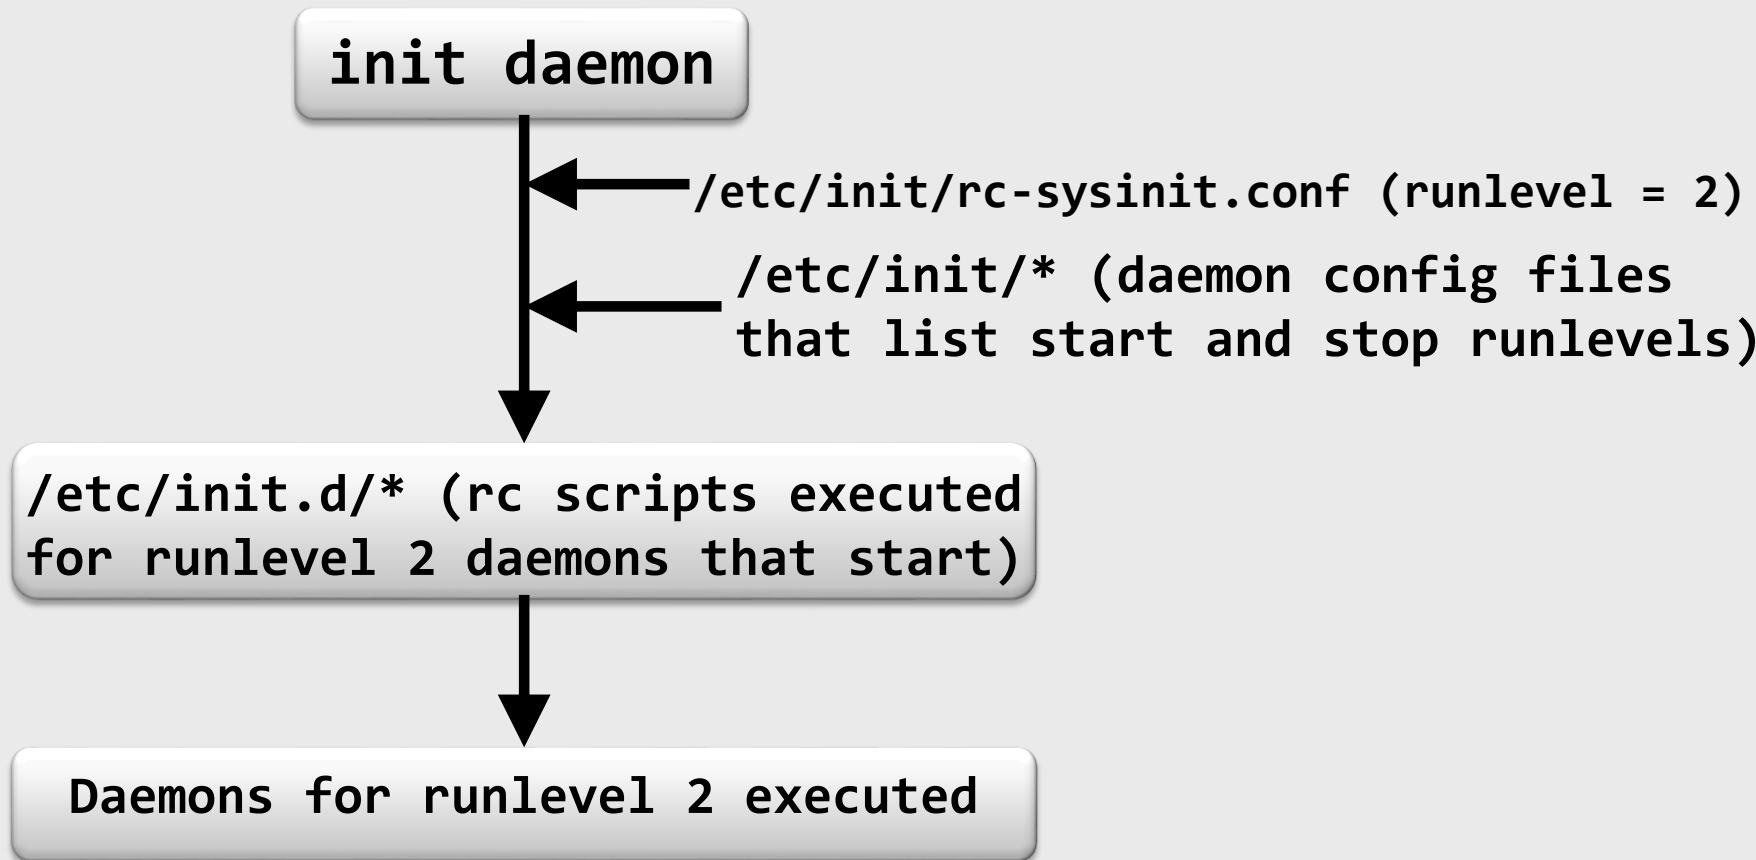 init daemon
/etc/init/rc-sysinit.conf (runlevel = 2)
/etc/init/* (daemon config files
that list start and stop runlevels)
/etc/init.d/* (rc scripts executed
for runlevel 2 daemons that start)
Daemons for runlevel 2 executed